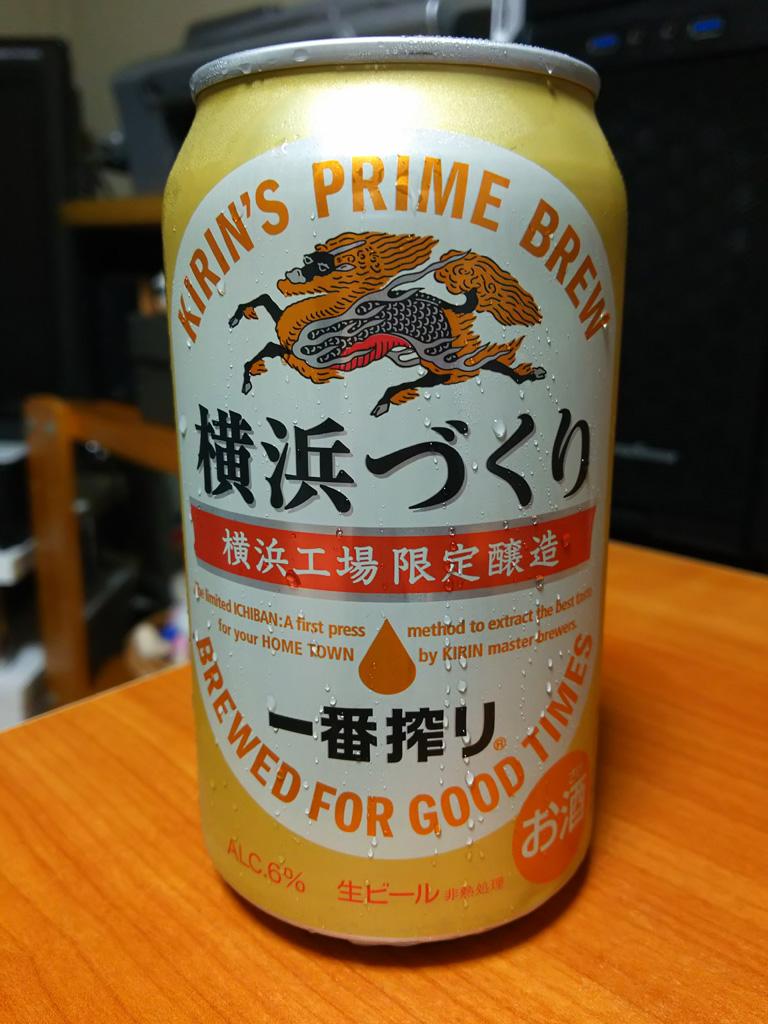 KIRIN'S PRIME BREW
横浜づくり
横浜工場限定醸造
The limited ICHIBAN: A first press method to extract the best taste
for your HOME TOWN by KIRIN master brewers.
一番搾り®
BREWED FOR GOOD TIMES
お酒
ALC.6% 生ビール 非熱処理